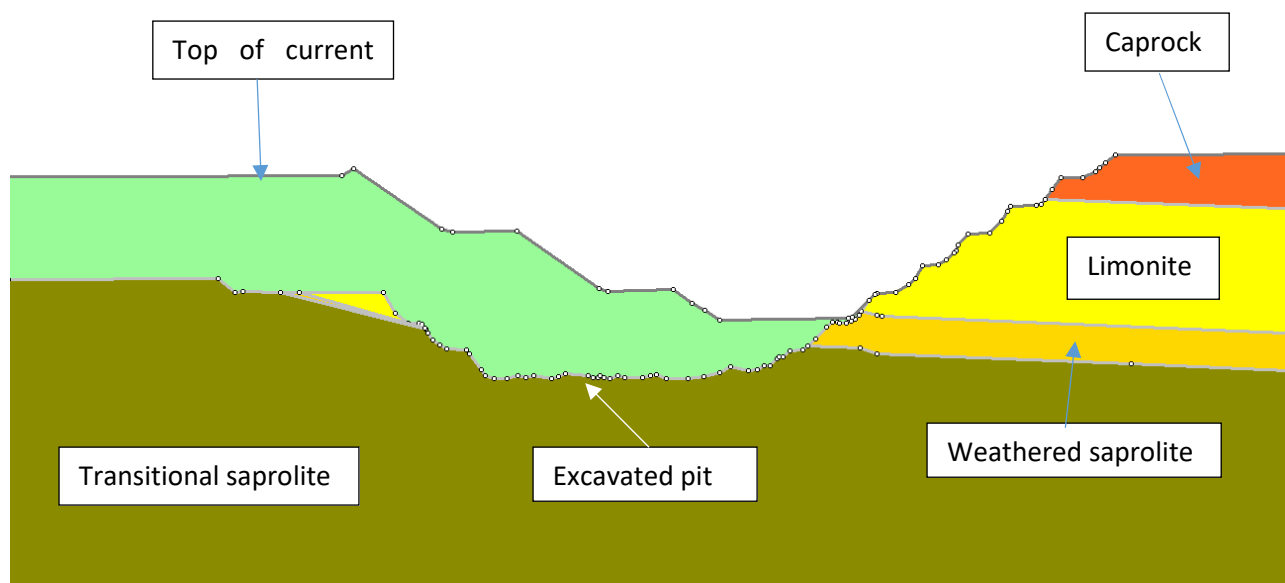 Top of current
Caprock
Limonite
Weathered saprolite
Transitional saprolite
Excavated pit